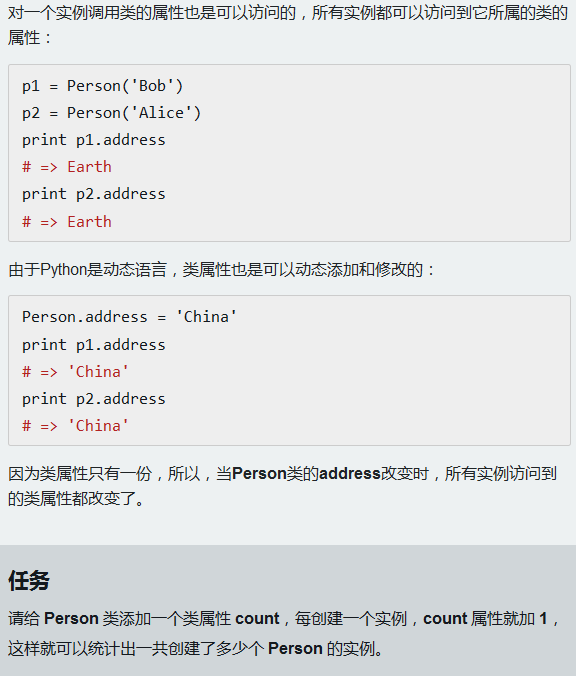 对一个实例调用类的属性也是可以访问的，所有实例都可以访问到它所属的类的
属性：
p1 = Person('Bob')
p2 = Person('Alice')
print p1.address
# => Earth
print p2.address
# => Earth
由于Python是动态语言，类属性也是可以动态添加和修改的：
Person.address = 'China'
print p1.address
# => 'China'
print p2.address
# => 'China'
因为类属性只有一份，所以，当Person类的address改变时，所有实例访问到
的类属性都改变了。
任务
请给 Person 类添加一个类属性 count，每创建一个实例，count 属性就加 1，
这样就可以统计出一共创建了多少个 Person 的实例。